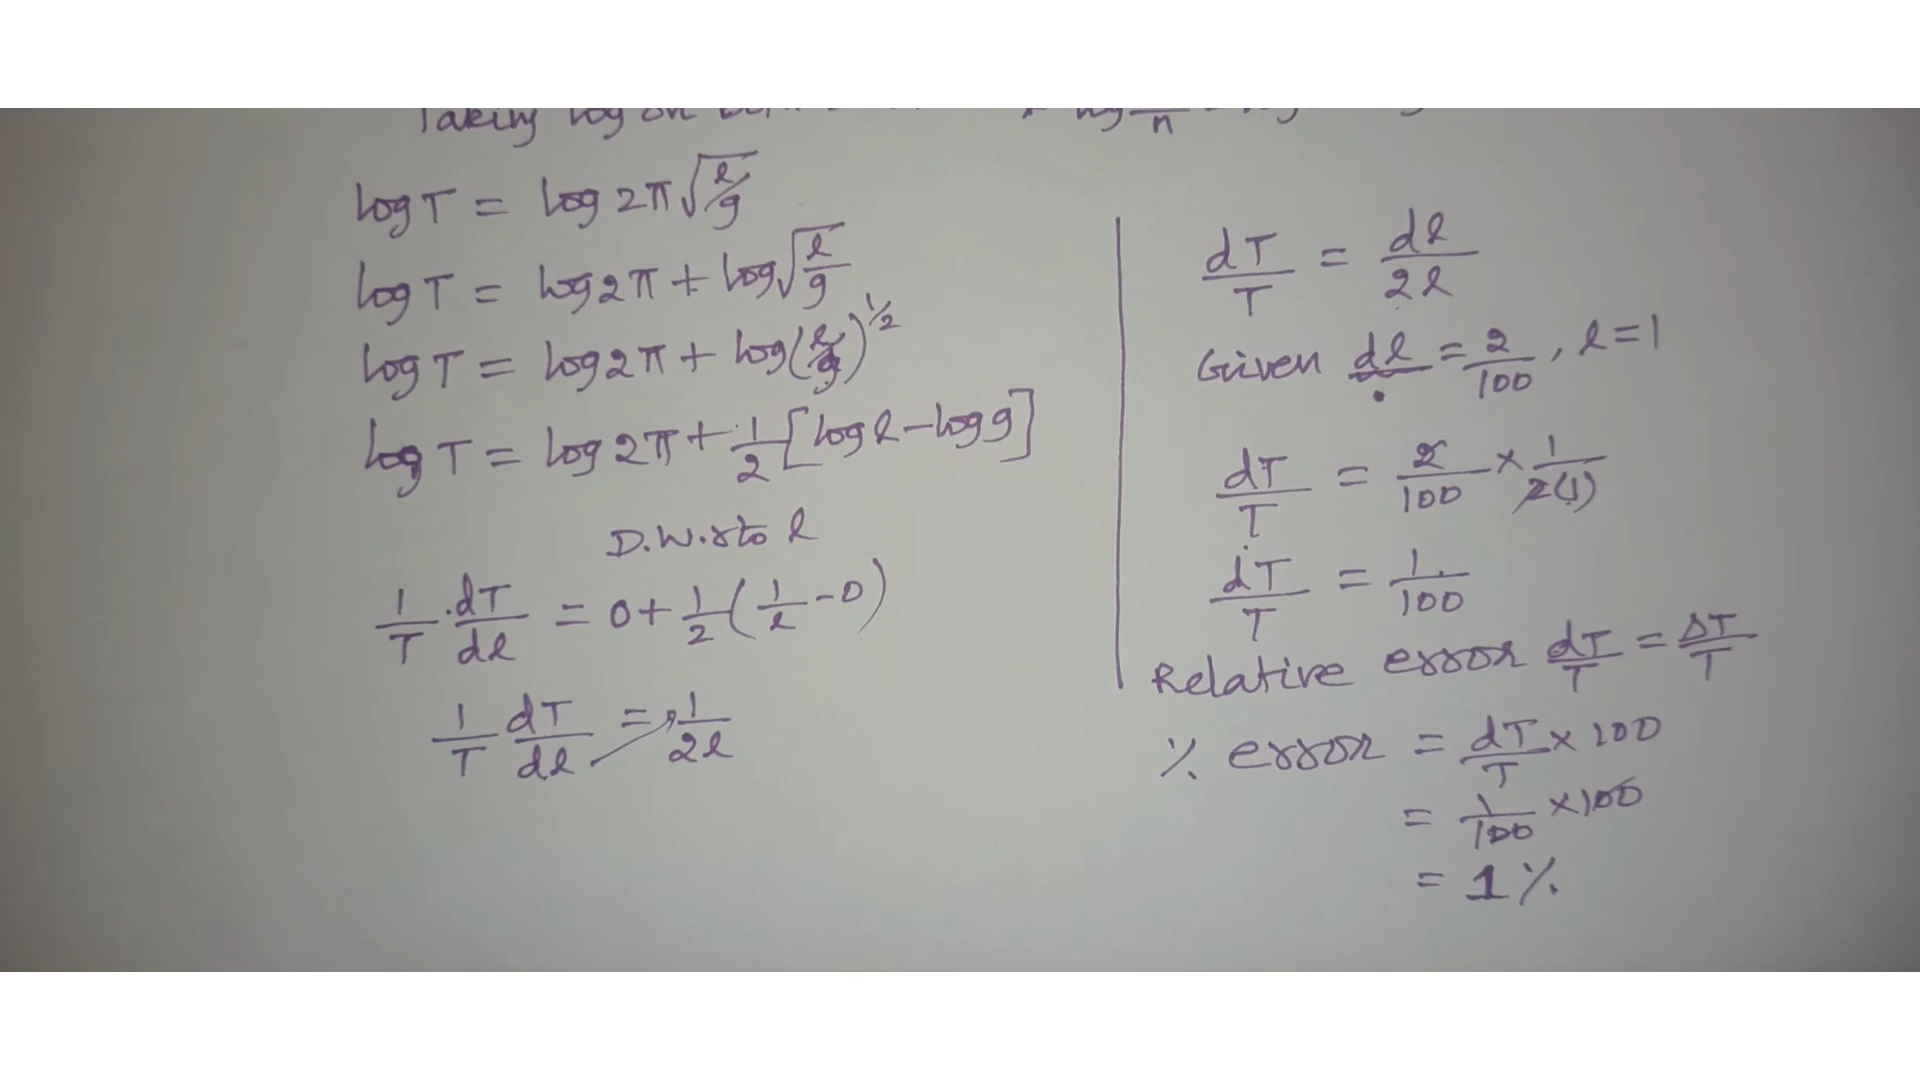 Taking log on
log T = log 2π√(l/g)
log T = log 2π + log√(l/g)
log T = log 2π + log(l/g)^1/2
log T = log 2π + 1/2 [log l - log g]
D.W.r to l
1/T . dT/dl = 0 + 1/2 (1/l - 0)
1/T dT/dl = 1/2l
dT/T = dl/2l
Given dl = 2/100, l = 1
dT/T = 2/100 × 1/2(1)
dT/T = 1/100
Relative error dT/T = ΔT/T
% error = dT/T × 100
= 1/100 × 100
= 1%